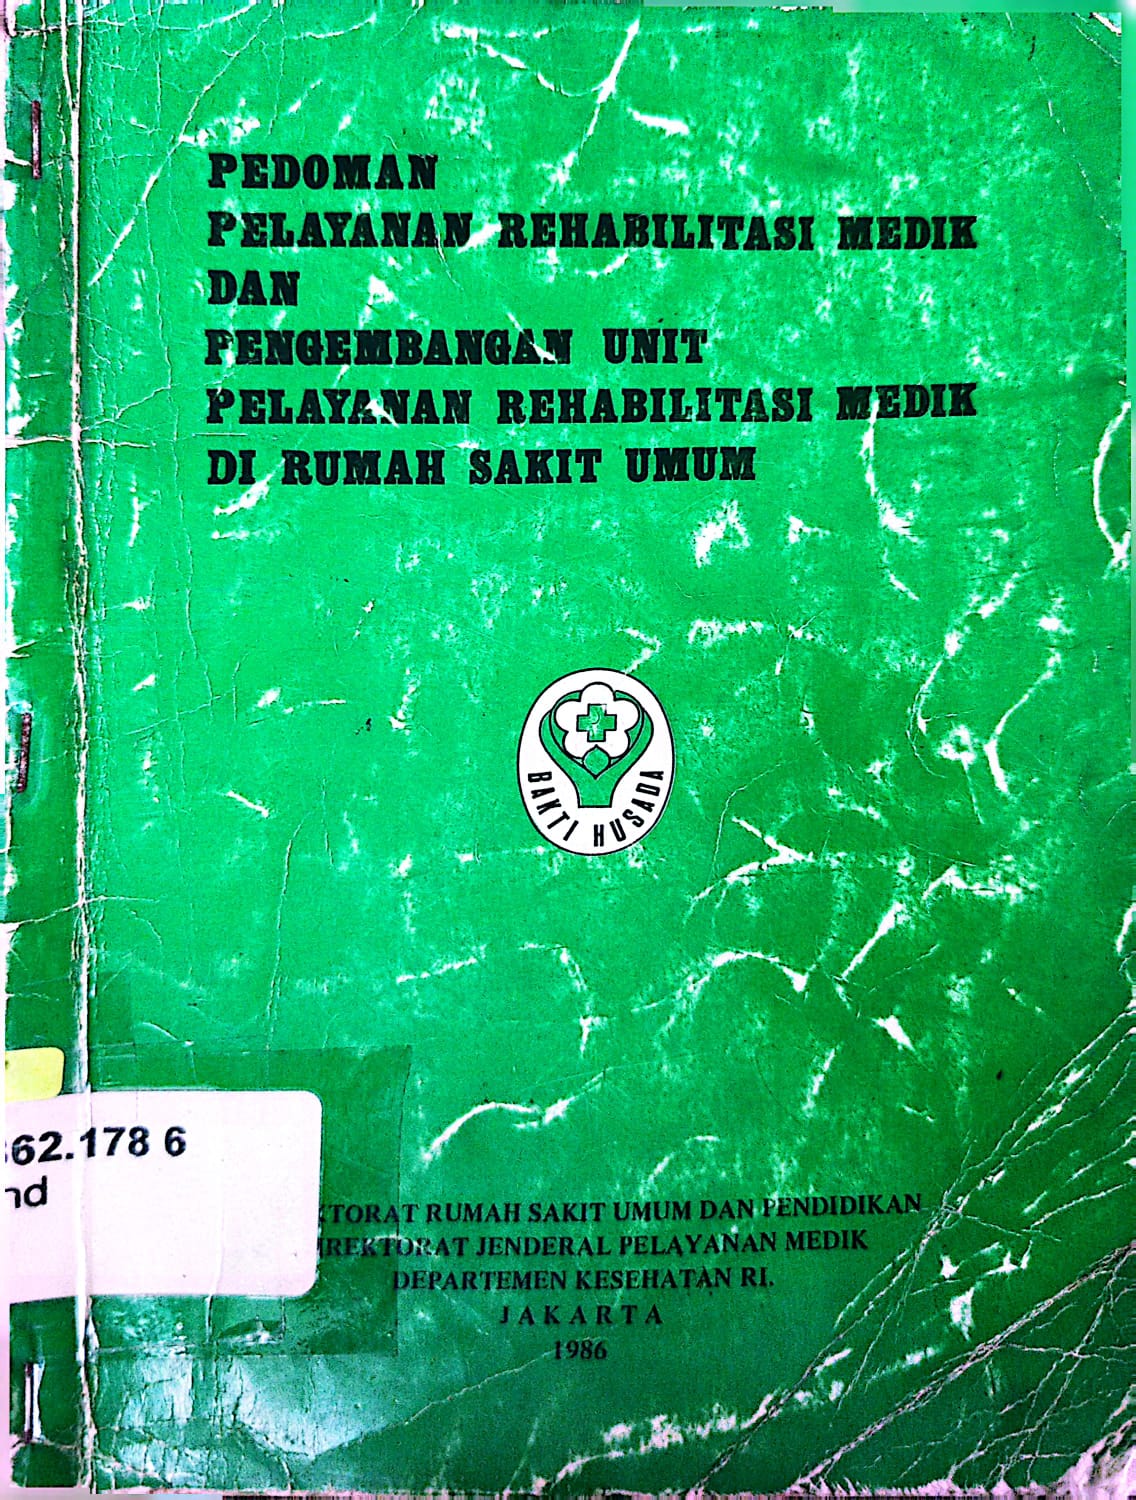 PEDOMAN
PELAYANAN REHABILITASI MEDIK
DAN
PENGEMBANGAN UNIT
PELAYANAN REHABILITASI MEDIK
DI RUMAH SAKIT UMUM
BAKTI HUSADA
62.178 6
nd
KTORAT RUMAH SAKIT UMUM DAN PENDIDIKAN
IREKTORAT JENDERAL PELAYANAN MEDIK
DEPARTEMEN KESEHATAN RI.
JAKARTA
1986